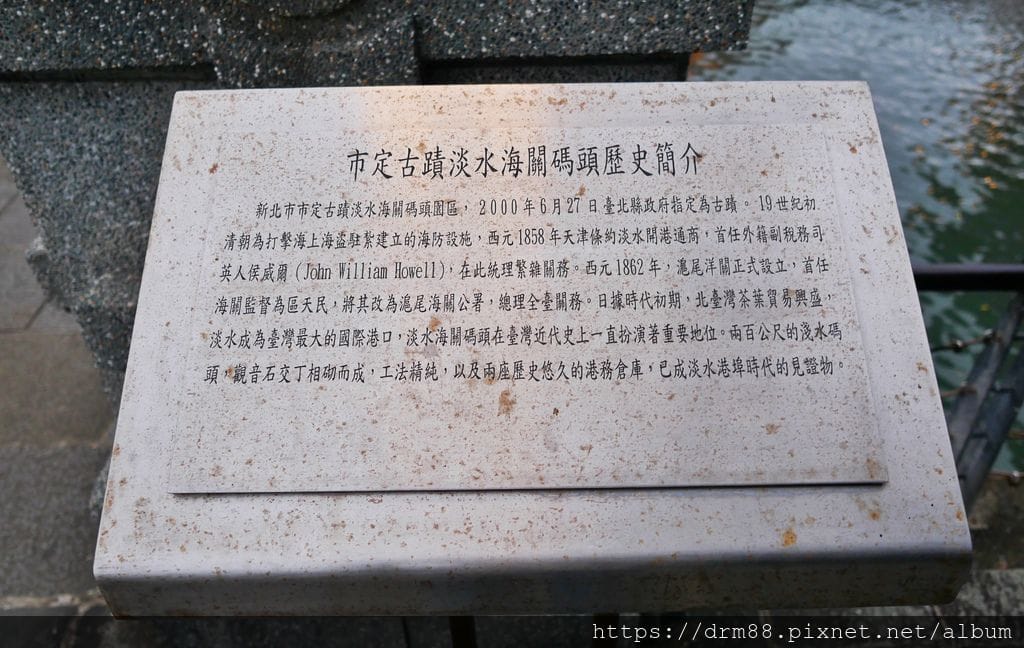 市定古蹟淡水海關碼頭歷史簡介
新北市市定古蹟淡水海關碼頭園區，2000年6月27日臺北縣政府指定為古蹟。19世紀初
清朝為打擊海上海盜駐紮建立的海防設施，西元1858年天津條約淡水開港通商，首任外籍副稅務司
英人侯威爾(John William Howell)，在此統理繁雜關務。西元1862年，滬尾洋關正式設立，首任
海關監督為區天民，將其改為滬尾海關公署，總理全臺關務。日據時代初期，北臺灣茶葉貿易興盛，
淡水成為臺灣最大的國際港口，淡水海關碼頭在臺灣近代史上一直扮演著重要地位。兩百公尺的淺水碼
頭，觀音石交丁相砌而成，工法精純，以及兩座歷史悠久的港務倉庫，已成淡水港埠時代的見證物。
https://drm88.pixnet.net/album